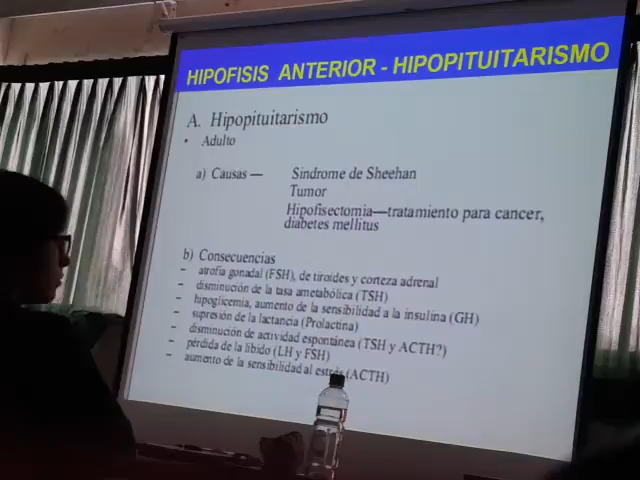 HIPOFISIS ANTERIOR - HIPOPITUITARISMO
A. Hipopituitarismo
• Adulto
a) Causas — Sindrome de Sheehan
Tumor
Hipofisectomia—tratamiento para cancer,
diabetes mellitus
b) Consecuencias
- atrofia gonadal (FSH), de tiroides y corteza adrenal
- disminución de la tasa ametabólica (TSH)
- hipoglicemia, aumento de la sensibilidad a la insulina (GH)
- supresión de la lactancia (Prolactina)
- disminución de actividad espontánea (TSH y ACTH?)
- pérdida de la libido (LH y FSH)
- aumento de la sensibilidad al estrés (ACTH)